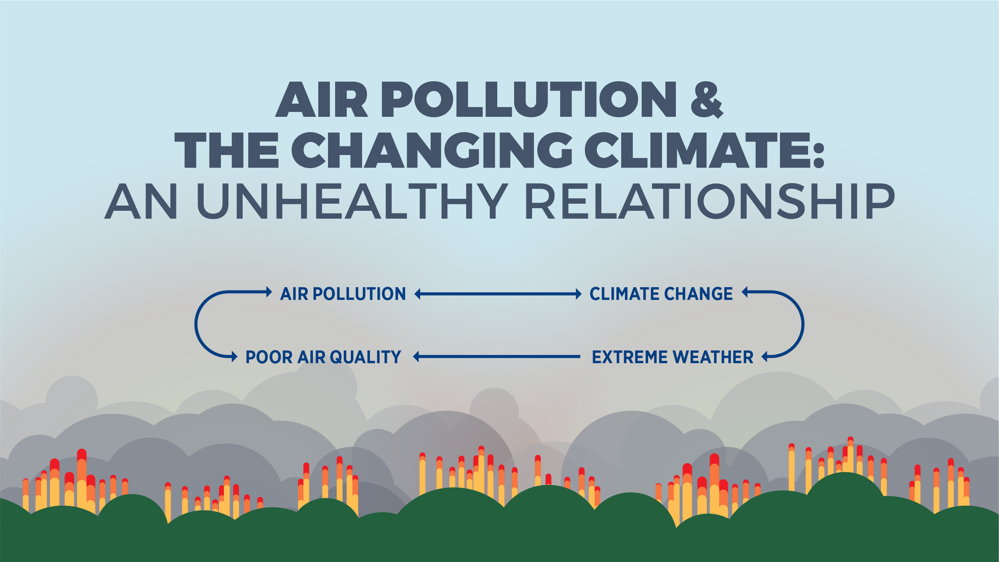 AIR POLLUTION &
THE CHANGING CLIMATE:
AN UNHEALTHY RELATIONSHIP
AIR POLLUTION
CLIMATE CHANGE
POOR AIR QUALITY
EXTREME WEATHER